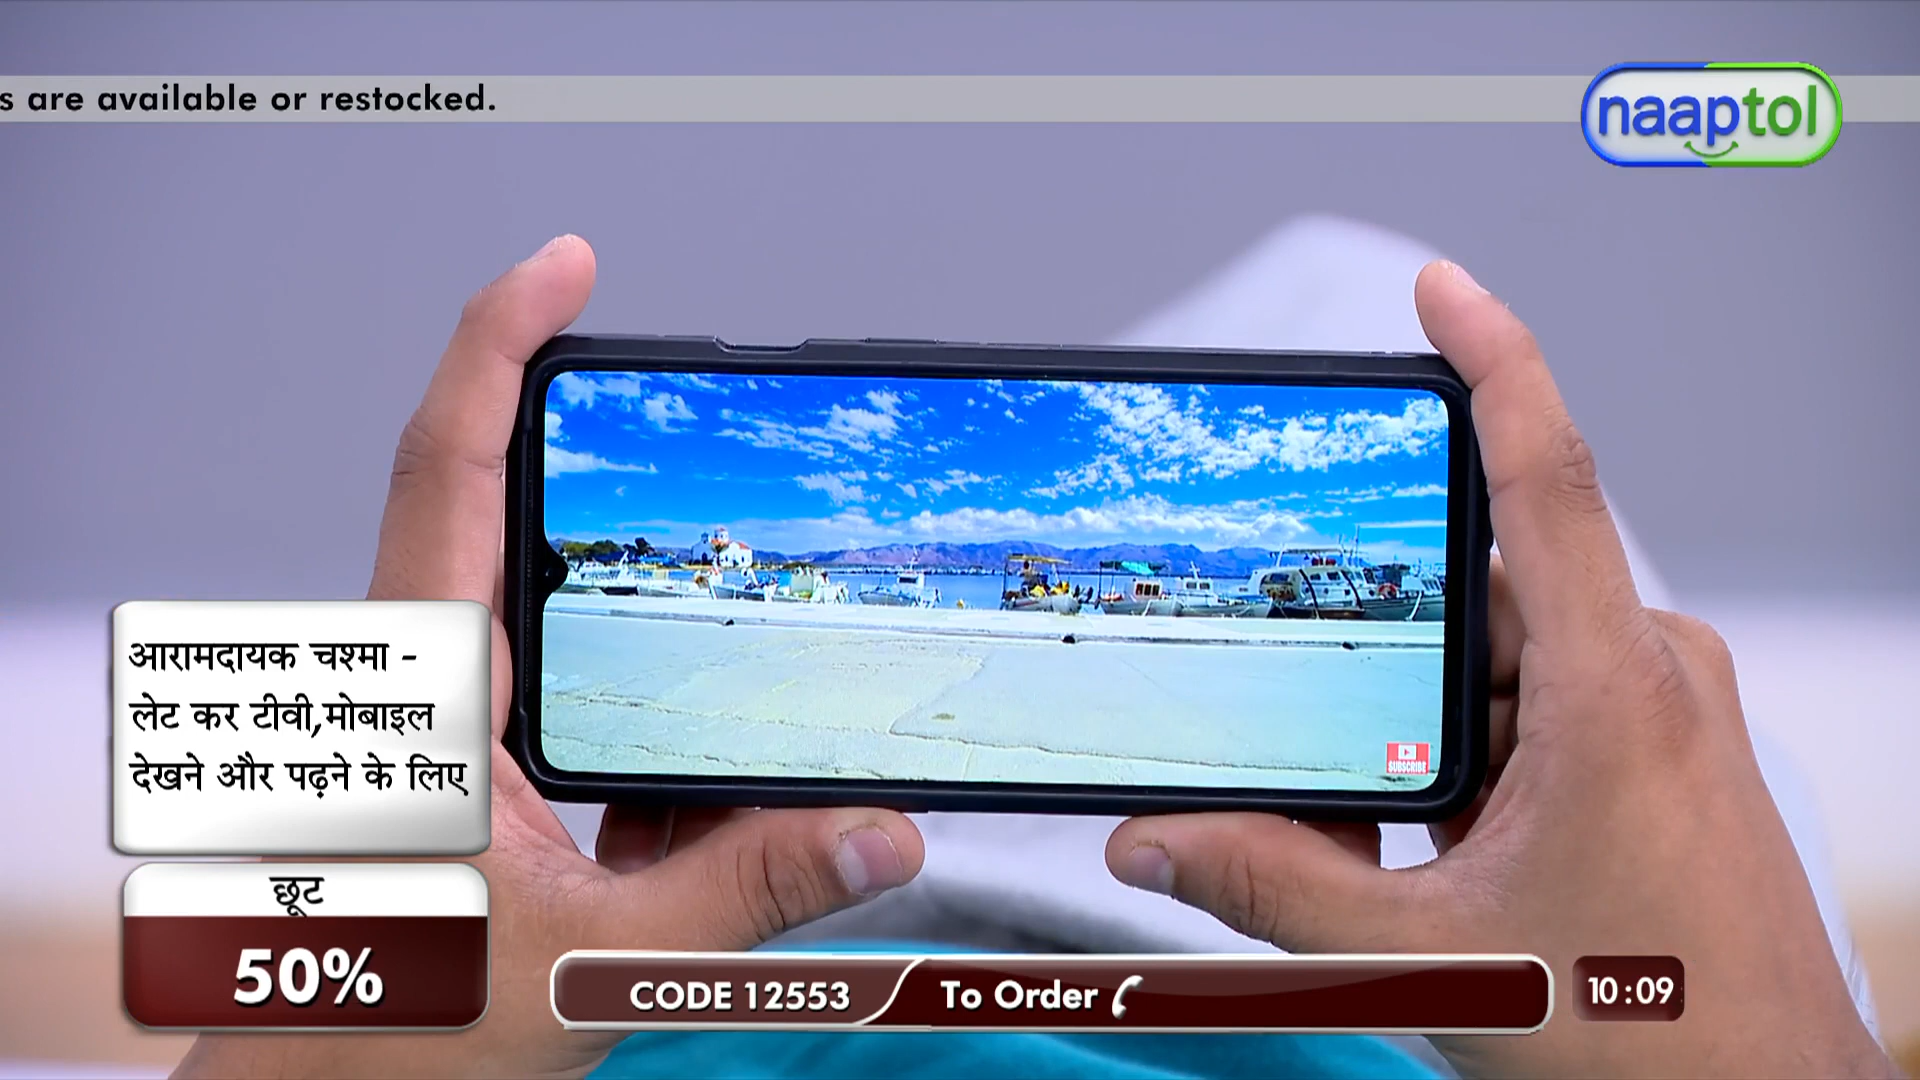 s are available or restocked.
naaptol
SUBSCRIBE
आरामदायक चश्मा -
लेट कर टीवी,मोबाइल
देखने और पढ़ने के लिए
छूट
50%
CODE 12553 To Order
10:09